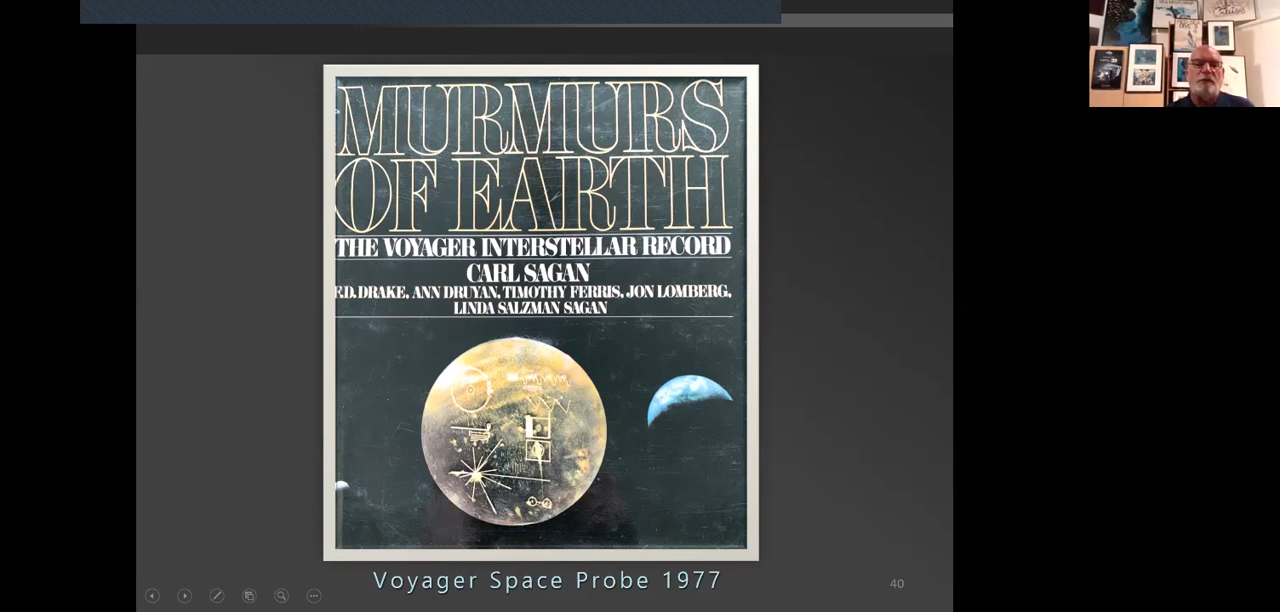 MURMURS
OF EARTH
THE VOYAGER INTERSTELLAR RECORD
CARL SAGAN
F.D. DRAKE, ANN DRUYAN, TIMOTHY FERRIS, JON LOMBERG,
LINDA SALZMAN SAGAN
Voyager Space Probe 1977
40